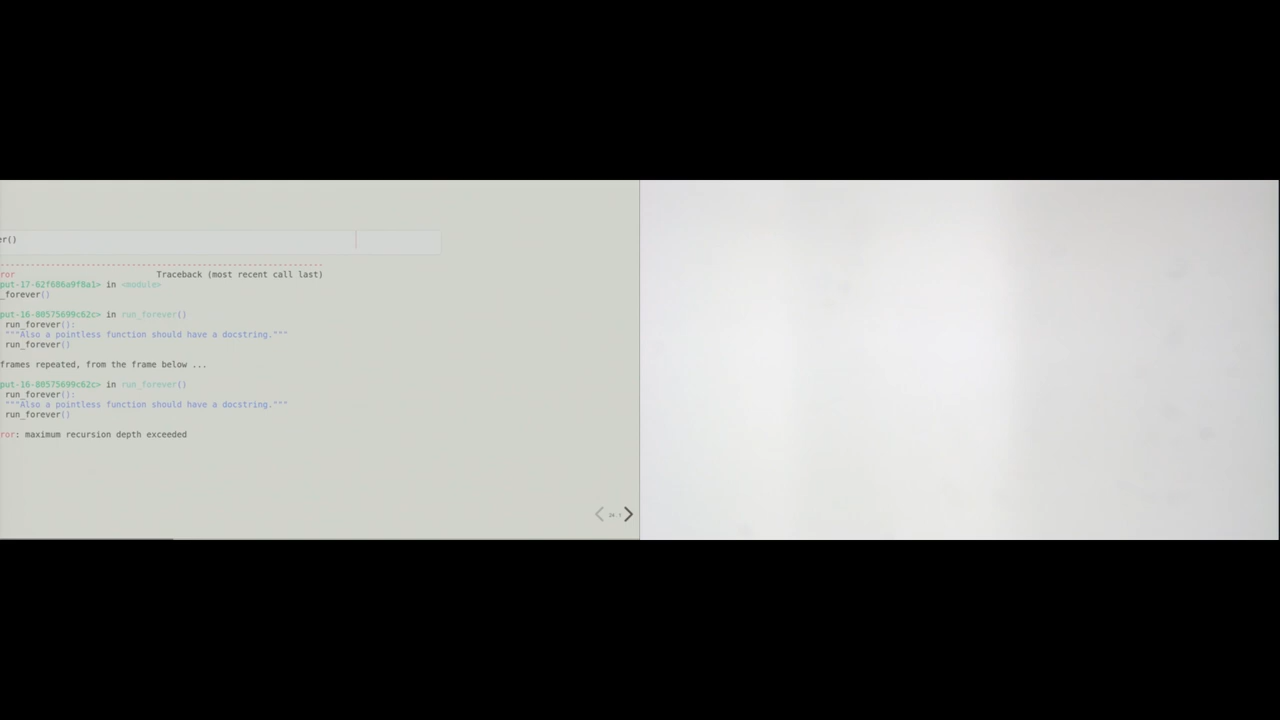 er()
ror Traceback (most recent call last)
put-17-62f686a9f8a1> in <module>
_forever()
put-16-80575699c62c> in run_forever()
run_forever():
"""Also a pointless function should have a docstring."""
run_forever()
frames repeated, from the frame below ...
put-16-80575699c62c> in run_forever()
run_forever():
"""Also a pointless function should have a docstring."""
run_forever()
ror: maximum recursion depth exceeded